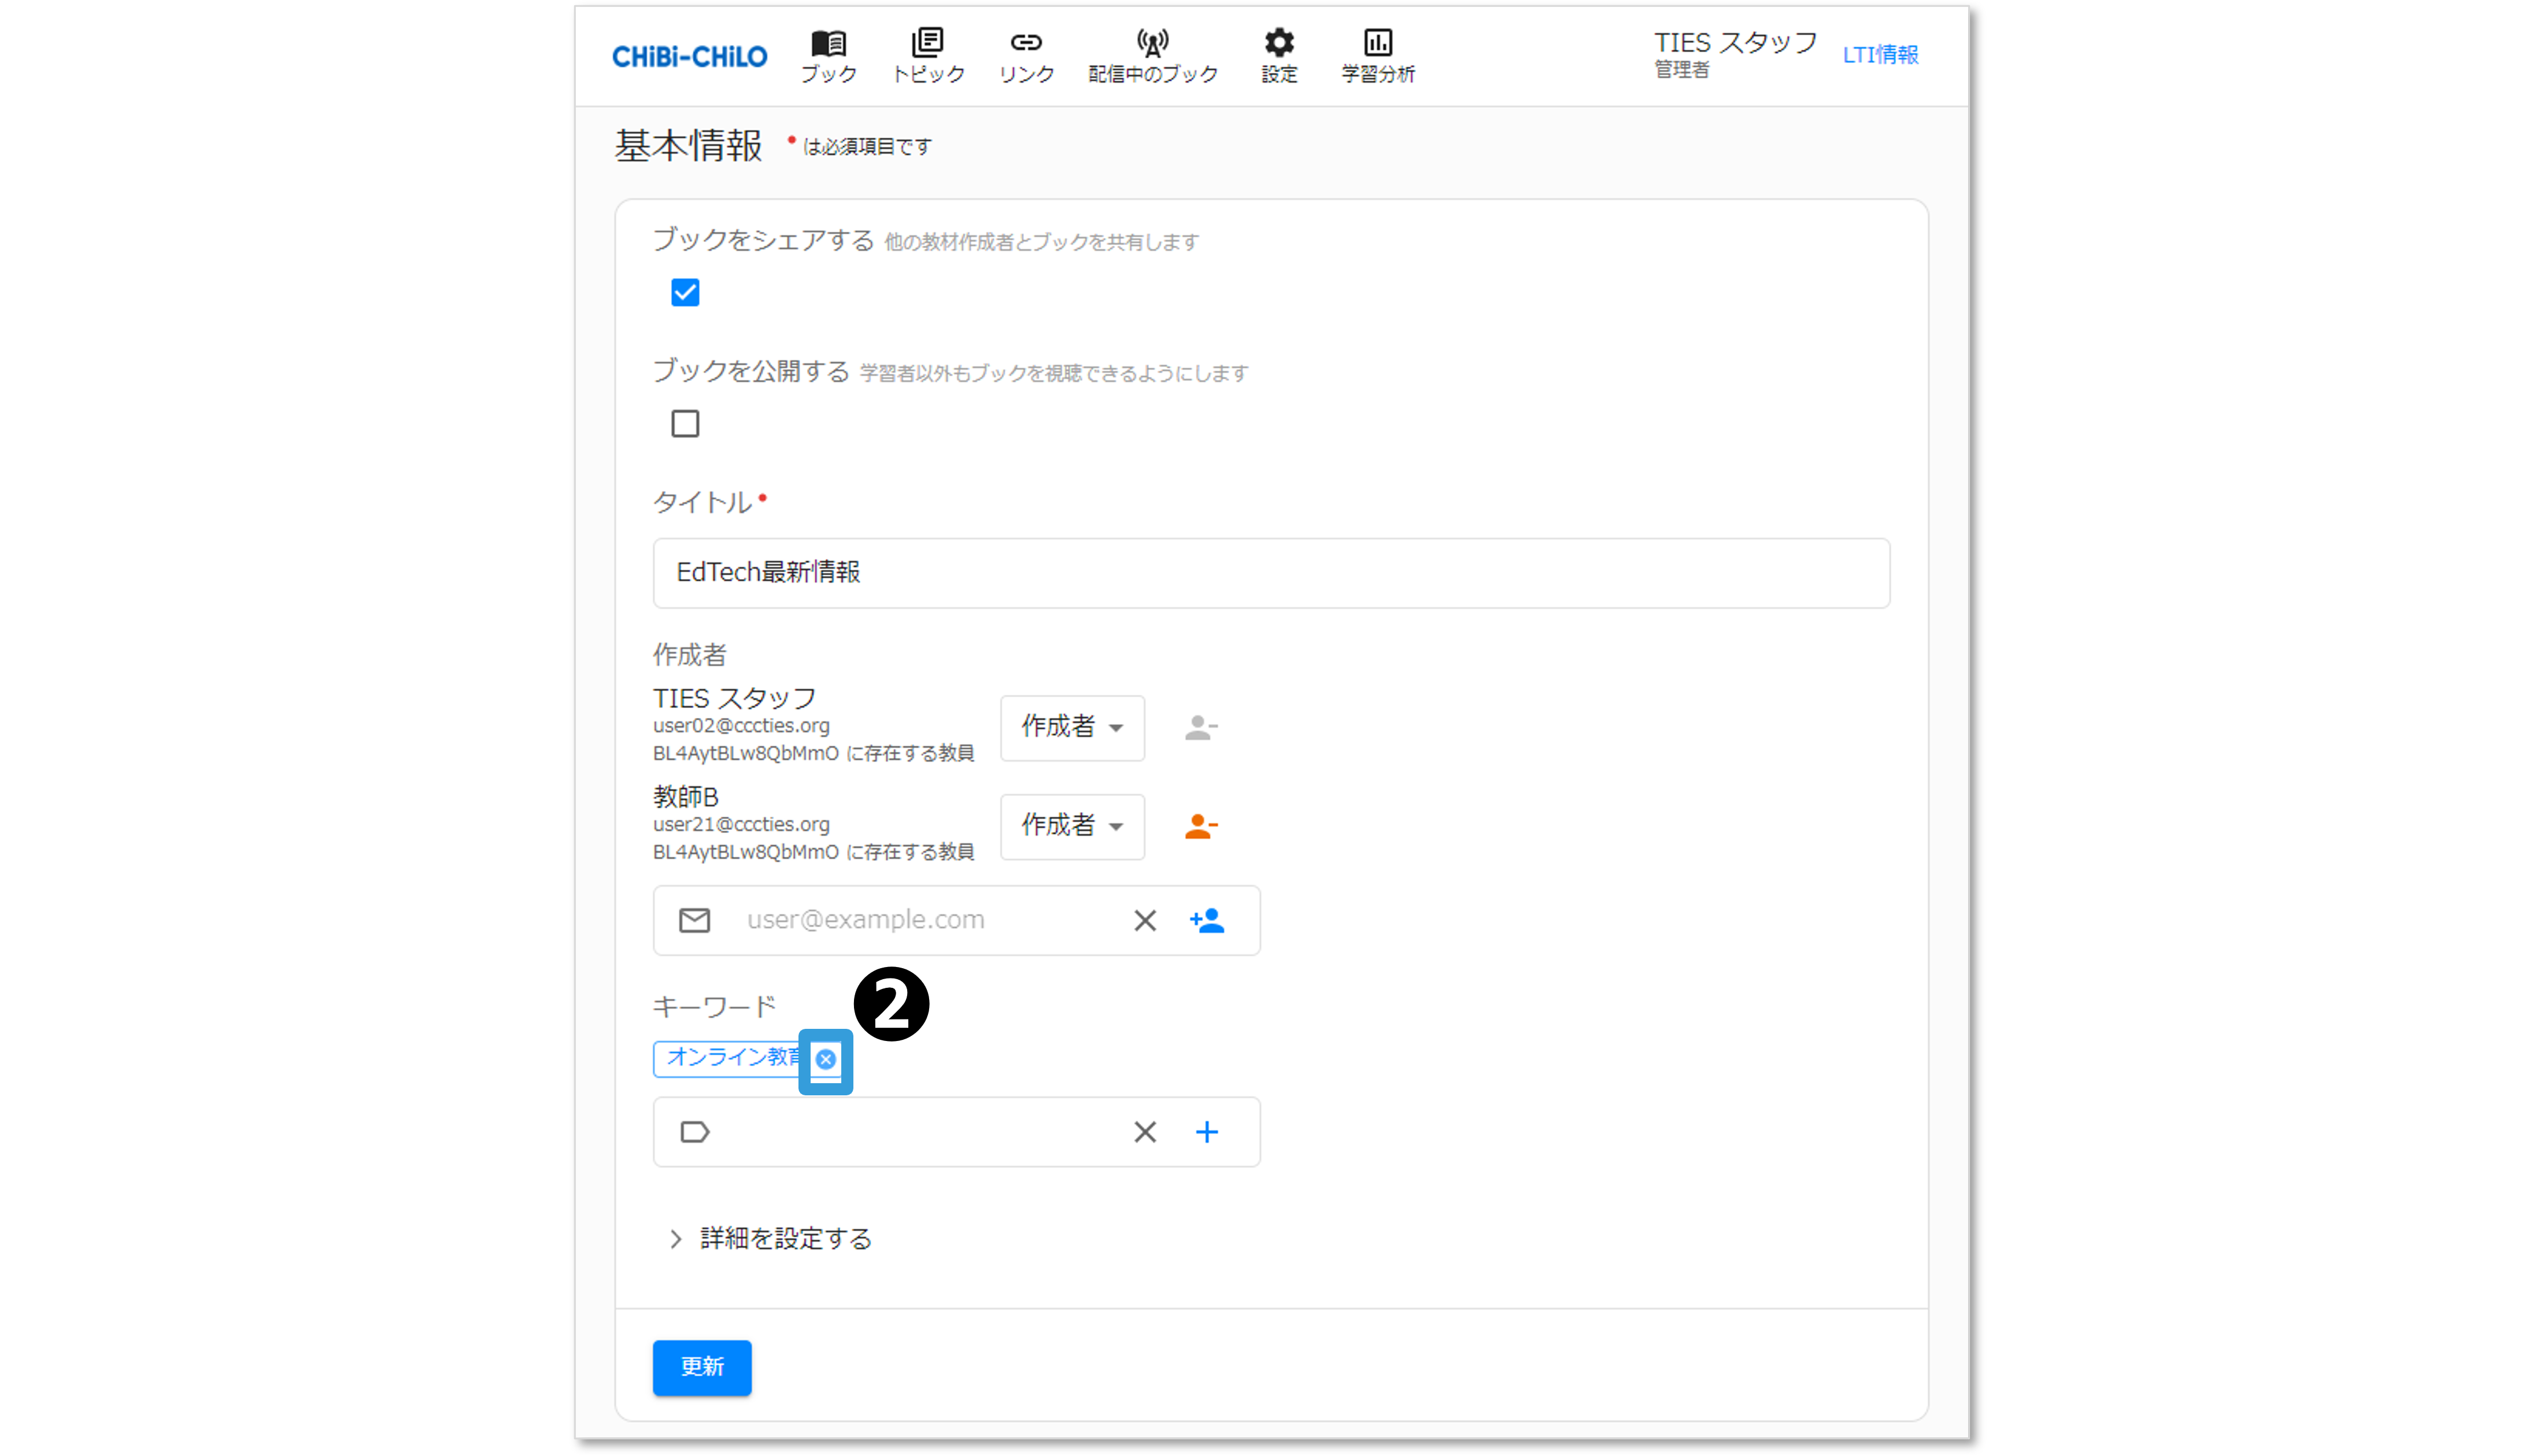 CHiBi-CHiLO
ブック
トピック
リンク
配信中のブック
設定
学習分析
TIES スタッフ
管理者
LTI情報
基本情報 • は必須項目です
ブックをシェアする 他の教材作成者とブックを共有します
ブックを公開する 学習者以外もブックを視聴できるようにします
タイトル•
EdTech最新情報
作成者
TIES スタッフ
user02@cccties.org
BL4AytBLw8QbMmO に存在する教員
作成者
教師B
user21@cccties.org
BL4AytBLw8QbMmO に存在する教員
作成者
user@example.com
キーワード
2
オンライン教育
詳細を設定する
更新